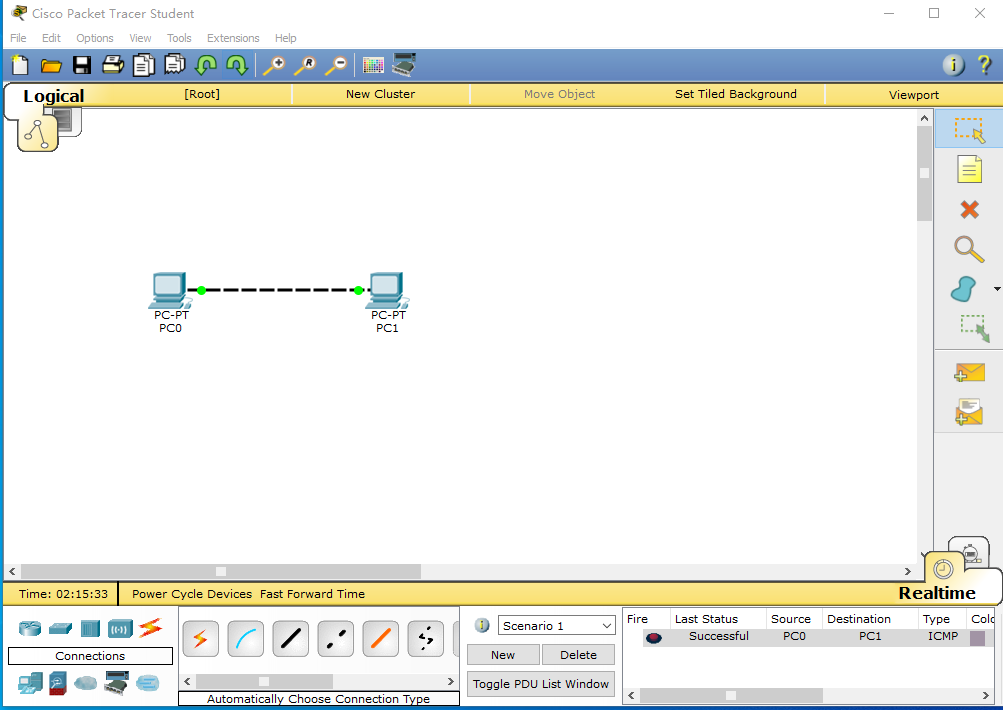 Cisco Packet Tracer Student
File Edit Options View Tools Extensions Help
R i ?
Logical [Root] New Cluster Move Object Set Tiled Background Viewport
PC-PT PC-PT
PC0 PC1
Time: 02:15:33 Power Cycle Devices Fast Forward Time Realtime
Fire Last Status Source Destination Type Colo
i Scenario 1
Successful PC0 PC1 ICMP
Connections
New Delete
Toggle PDU List Window
Automatically Choose Connection Type